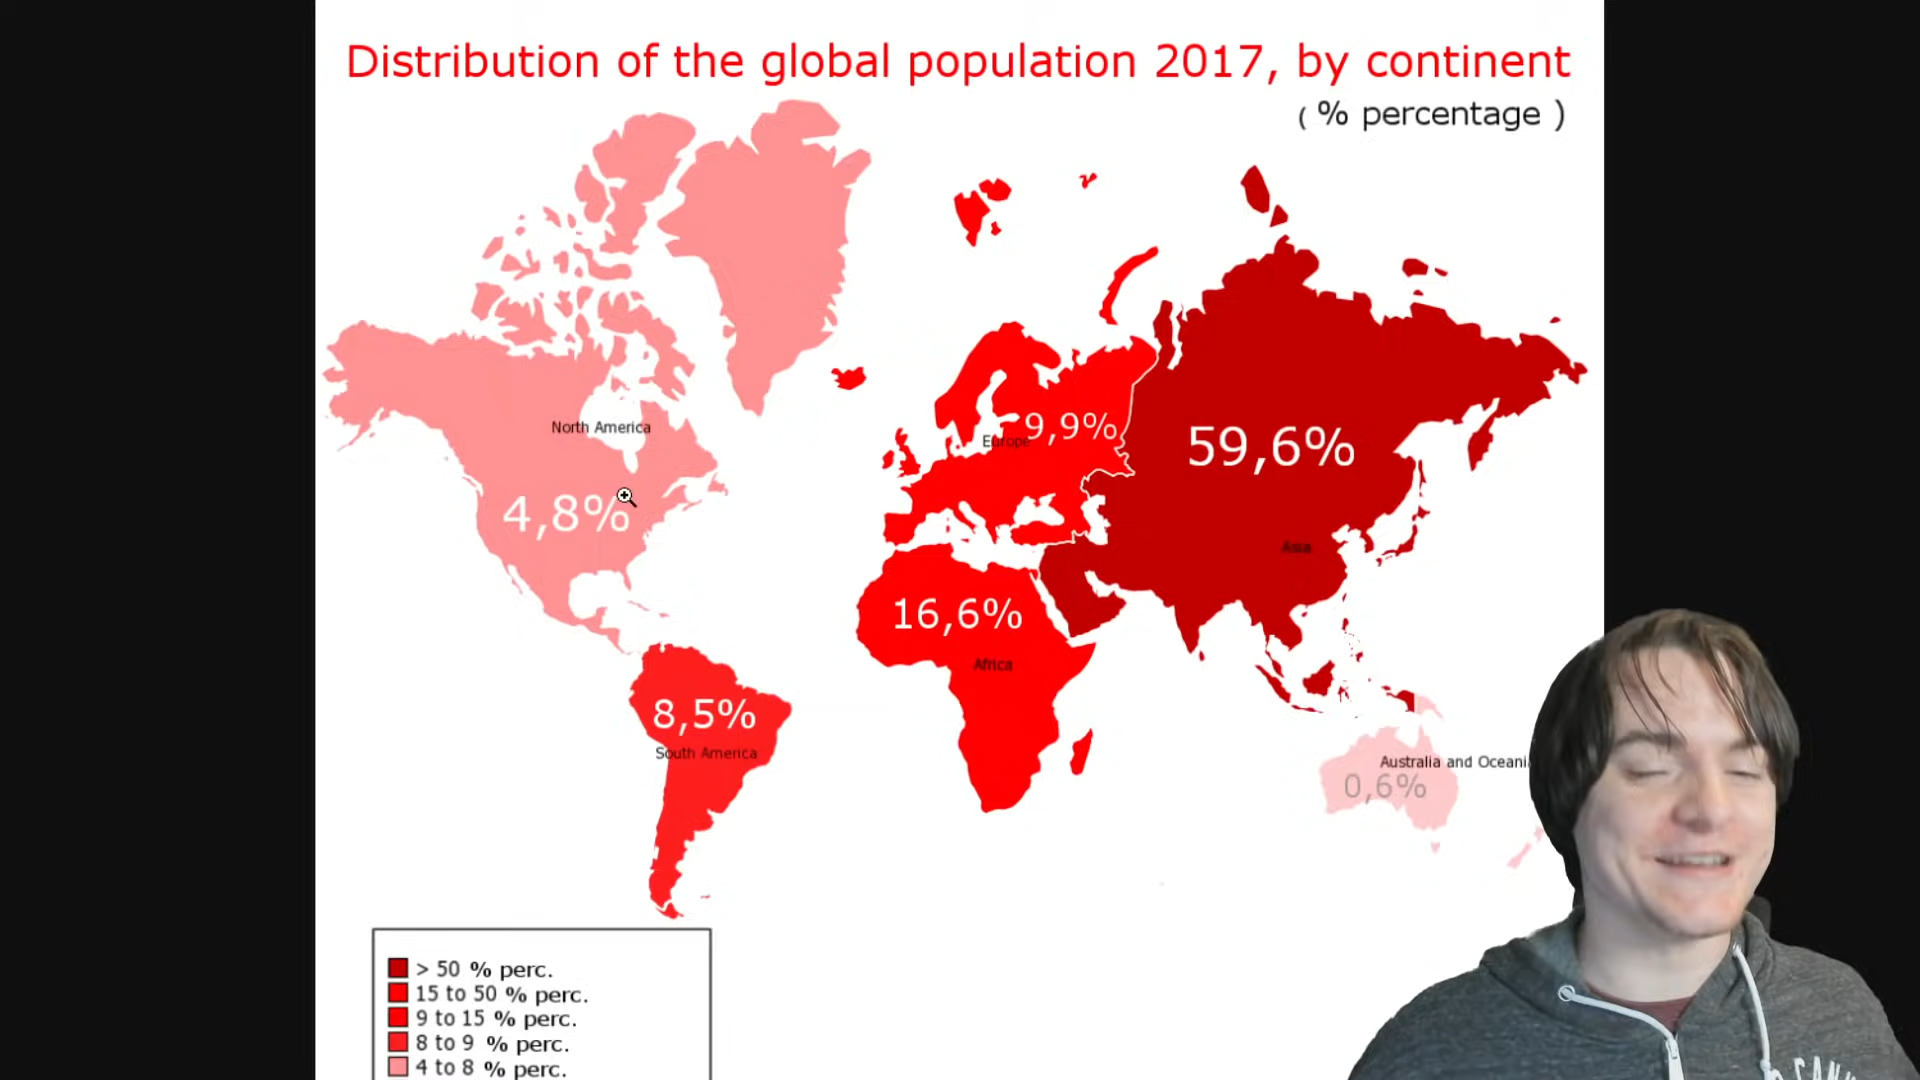 Distribution of the global population 2017, by continent
( % percentage )
North America
4,8%
Europe
9,9%
59,6%
Asia
16,6%
Africa
8,5%
South America
Australia and Oceani
0,6%
> 50 % perc.
15 to 50 % perc.
9 to 15 % perc.
8 to 9 % perc.
4 to 8 % perc.